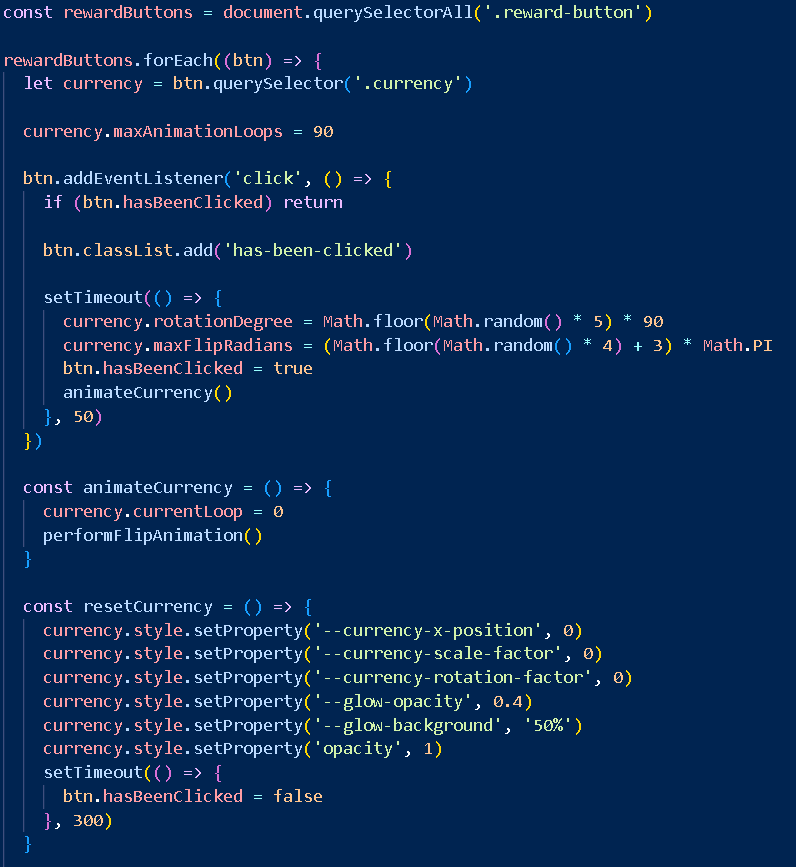 const rewardButtons = document.querySelectorAll('.reward-button')
rewardButtons.forEach((btn) => {
let currency = btn.querySelector('.currency')
currency.maxAnimationLoops = 90
btn.addEventListener('click', () => {
if (btn.hasBeenClicked) return
btn.classList.add('has-been-clicked')
setTimeout(() => {
currency.rotationDegree = Math.floor(Math.random() * 5) * 90
currency.maxFlipRadians = (Math.floor(Math.random() * 4) + 3) * Math.PI
btn.hasBeenClicked = true
animateCurrency()
}, 50)
})
const animateCurrency = () => {
currency.currentLoop = 0
performFlipAnimation()
}
const resetCurrency = () => {
currency.style.setProperty('--currency-x-position', 0)
currency.style.setProperty('--currency-scale-factor', 0)
currency.style.setProperty('--currency-rotation-factor', 0)
currency.style.setProperty('--glow-opacity', 0.4)
currency.style.setProperty('--glow-background', '50%')
currency.style.setProperty('opacity', 1)
setTimeout(() => {
btn.hasBeenClicked = false
}, 300)
}